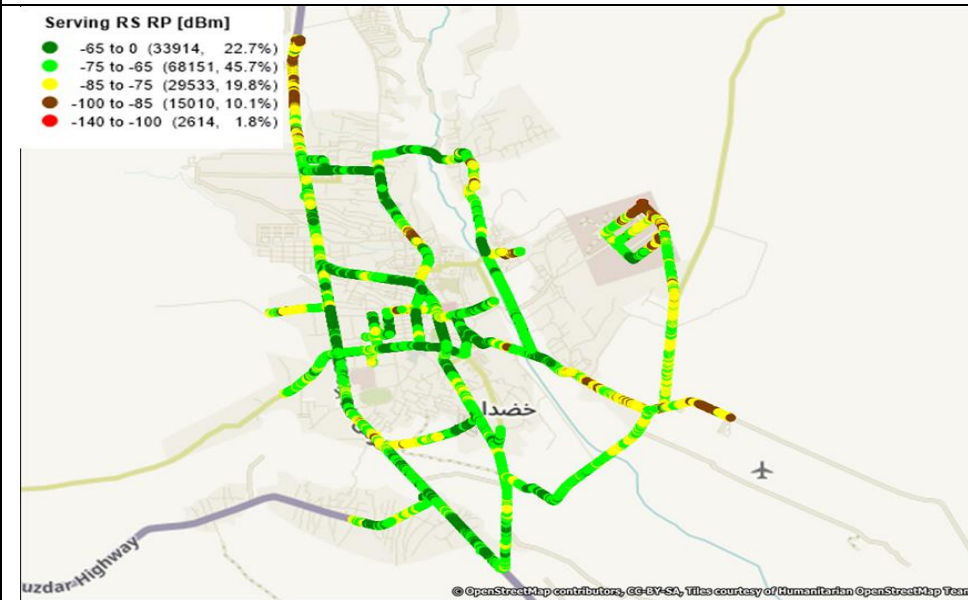 Serving RS RP [dBm]
-65 to 0 (33914, 22.7%)
-75 to -65 (68151, 45.7%)
-85 to -75 (29533, 19.8%)
-100 to -85 (15010, 10.1%)
-140 to -100 (2614, 1.8%)
خضدا
uzdar-Highway
© OpenStreetMap contributors, CC-BY-SA, Tiles courtesy of Humanitarian OpenStreetMap Tear